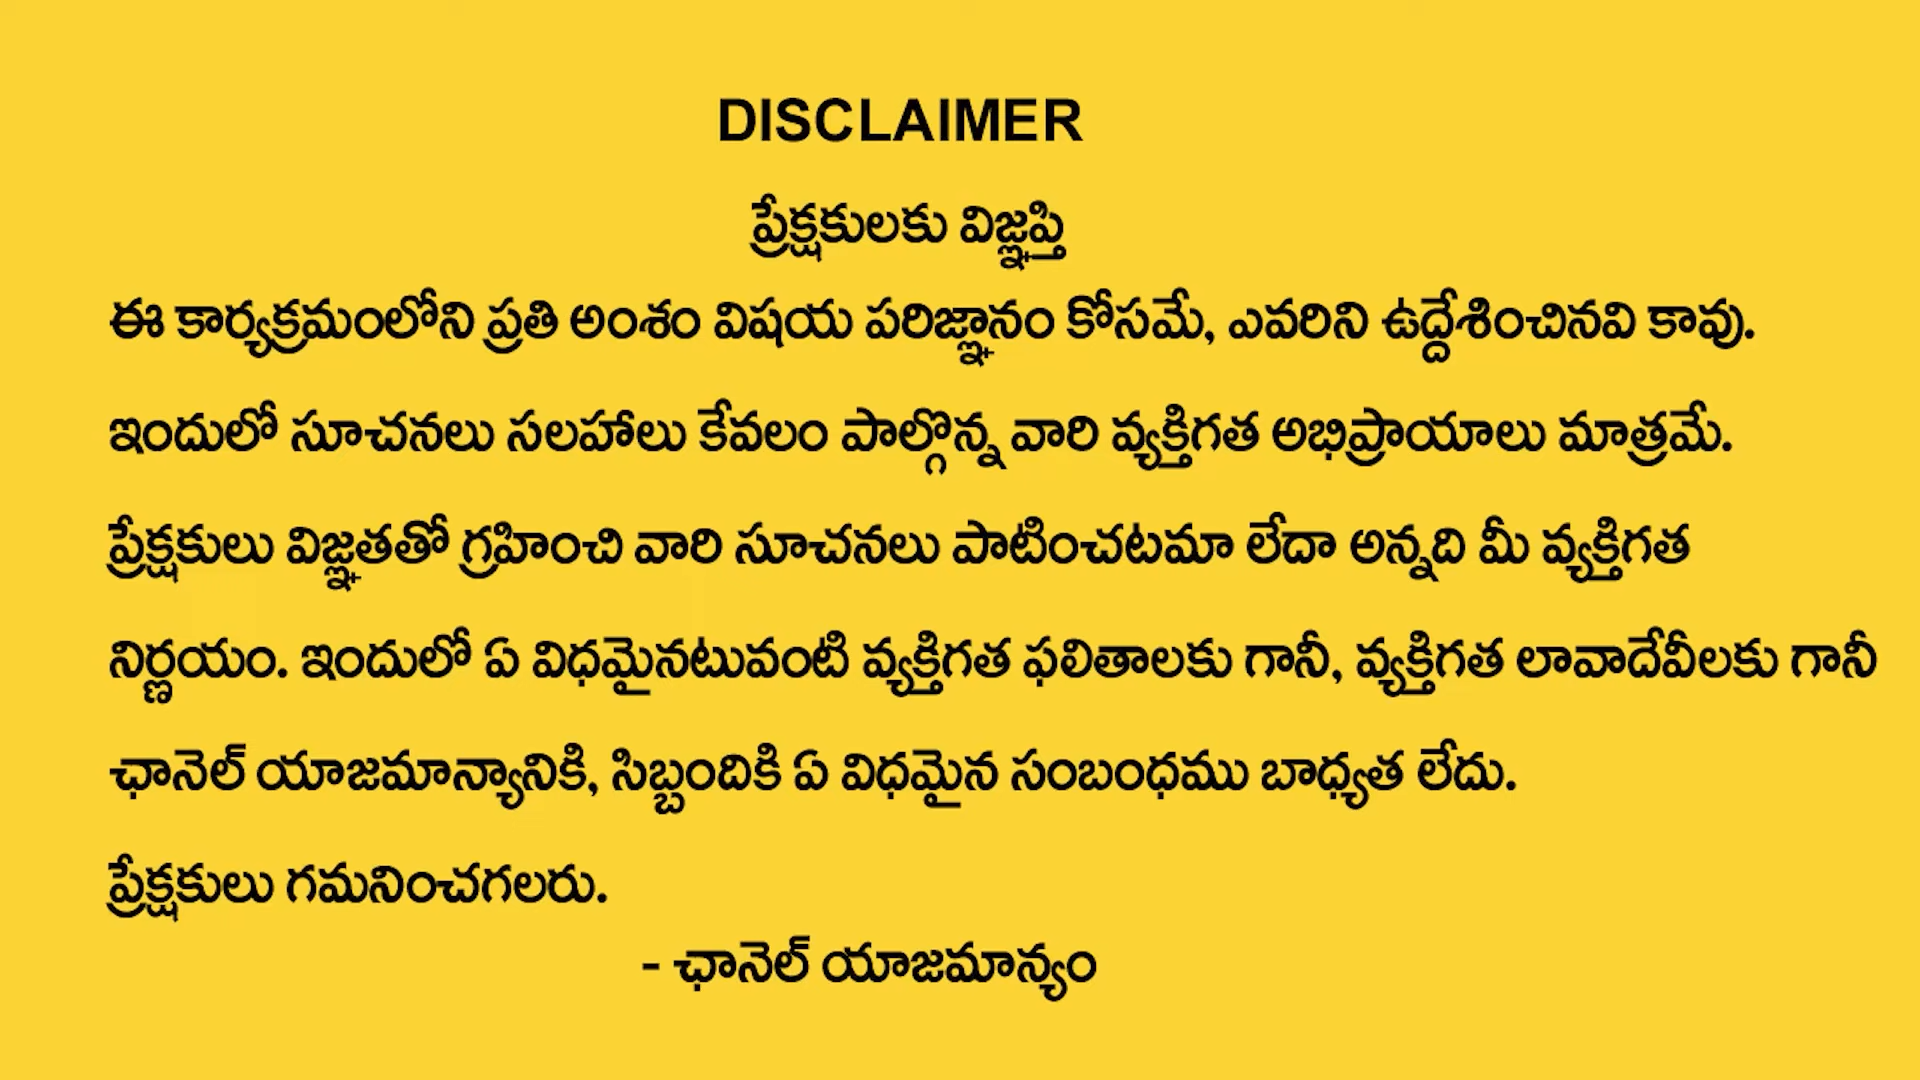 DISCLAIMER
ప్రేక్షకులకు విజ్ఞప్తి
ఈ కార్యక్రమంలోని ప్రతి అంశం విషయ పరిజ్ఞానం కోసమే, ఎవరిని ఉద్దేశించినవి కావు.
ఇందులో సూచనలు సలహాలు కేవలం పాల్గొన్న వారి వ్యక్తిగత అభిప్రాయాలు మాత్రమే.
ప్రేక్షకులు విజ్ఞతతో గ్రహించి వారి సూచనలు పాటించటమా లేదా అన్నది మీ వ్యక్తిగత
నిర్ణయం. ఇందులో ఏ విధమైనటువంటి వ్యక్తిగత ఫలితాలకు గానీ, వ్యక్తిగత లావాదేవీలకు గానీ
ఛానెల్ యాజమాన్యానికి, సిబ్బందికి ఏ విధమైన సంబంధము బాధ్యత లేదు.
ప్రేక్షకులు గమనించగలరు.
- ఛానెల్ యాజమాన్యం